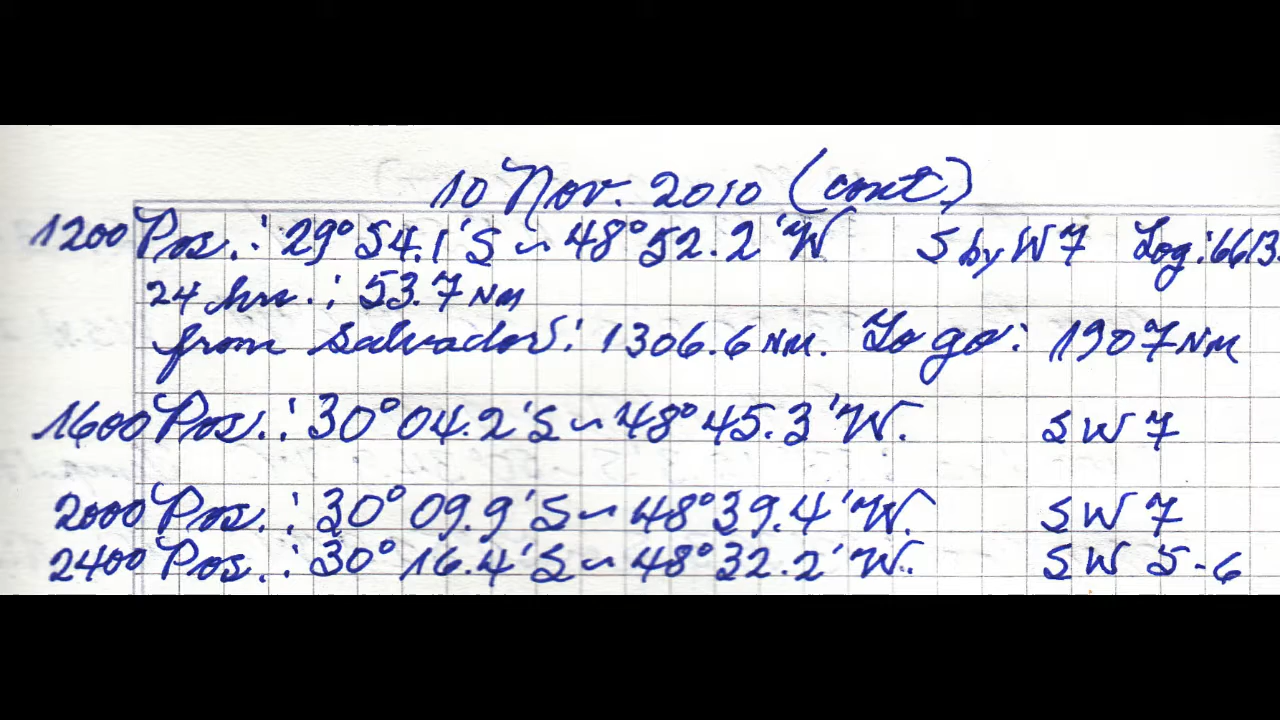 10 Nov. 2010 (cont.)
1200 Pos.: 29°54.1'S ~ 48°52.2'W S by W 7 Log: 6613.
24 hrs.: 53.7 NM
from Salvador: 1306.6 NM. To go: 1907 NM
1600 Pos.: 30°04.2'S ~ 48°45.3'W. SW 7
2000 Pos.: 30°09.9'S ~ 48°39.4'W. SW 7
2400 Pos.: 30°16.4'S ~ 48°32.2'W. SW 5-6